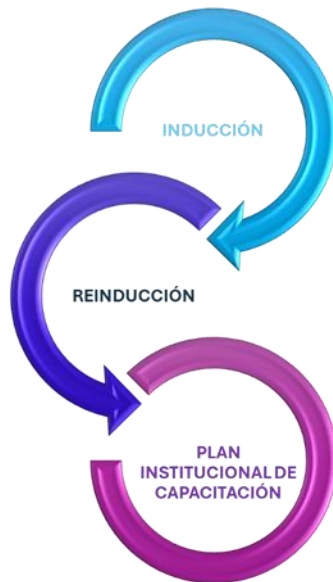 INDUCCIÓN
REINDUCCIÓN
PLAN
INSTITUCIONAL DE
CAPACITACIÓN